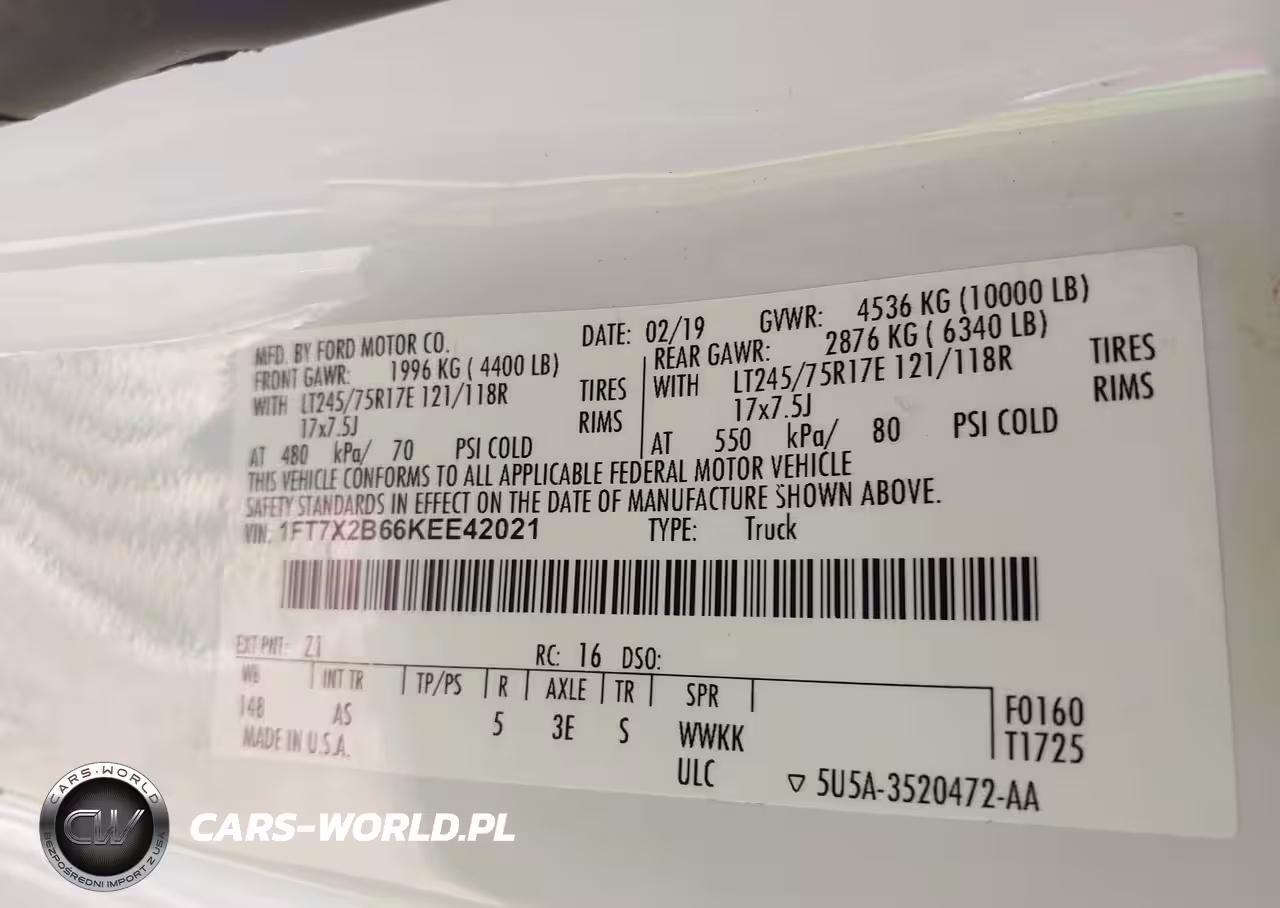 MFD. BY FORD MOTOR CO. DATE: 02/19 GVWR: 4536 KG (10000 LB)
FRONT GAWR: 1996 KG ( 4400 LB) REAR GAWR: 2876 KG ( 6340 LB)
WITH LT245/75R17E 121/118R TIRES WITH LT245/75R17E 121/118R TIRES
17x7.5J RIMS 17x7.5J RIMS
AT 480 kPa/ 70 PSI COLD AT 550 kPa/ 80 PSI COLD
THIS VEHICLE CONFORMS TO ALL APPLICABLE FEDERAL MOTOR VEHICLE
SAFETY STANDARDS IN EFFECT ON THE DATE OF MANUFACTURE SHOWN ABOVE.
VIN: 1FT7X2B66KEE42021 TYPE: Truck
EXT PNT: Z1 RC: 16 DSO:
WB INT TR TP/PS R AXLE TR SPR
148 AS 5 3E S WWKK F0160
MADE IN U.S.A. ULC T1725
▽ 5U5A-3520472-AA
CARS-WORLD
CW
BEZPOŚREDNI IMPORT Z USA
CARS-WORLD.PL